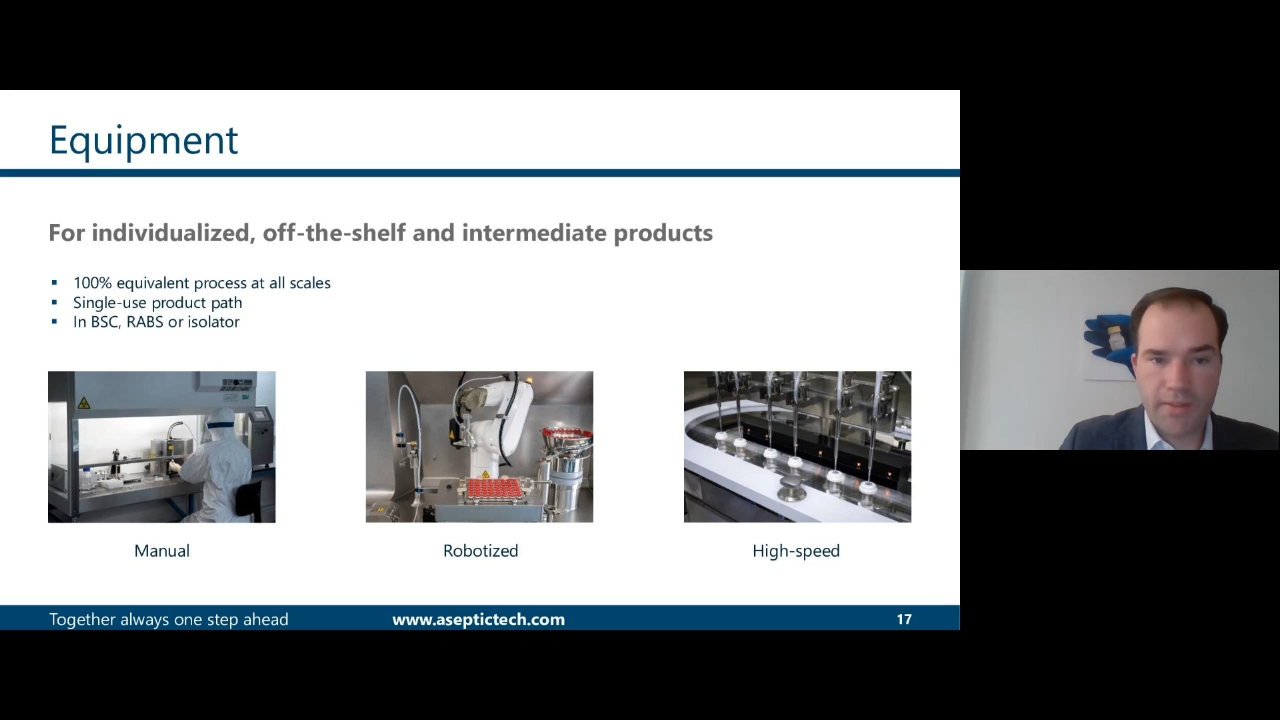 Equipment
For individualized, off-the-shelf and intermediate products
▪ 100% equivalent process at all scales
▪ Single-use product path
▪ In BSC, RABS or isolator
Manual
Robotized
High-speed
Together always one step ahead
www.aseptictech.com
17